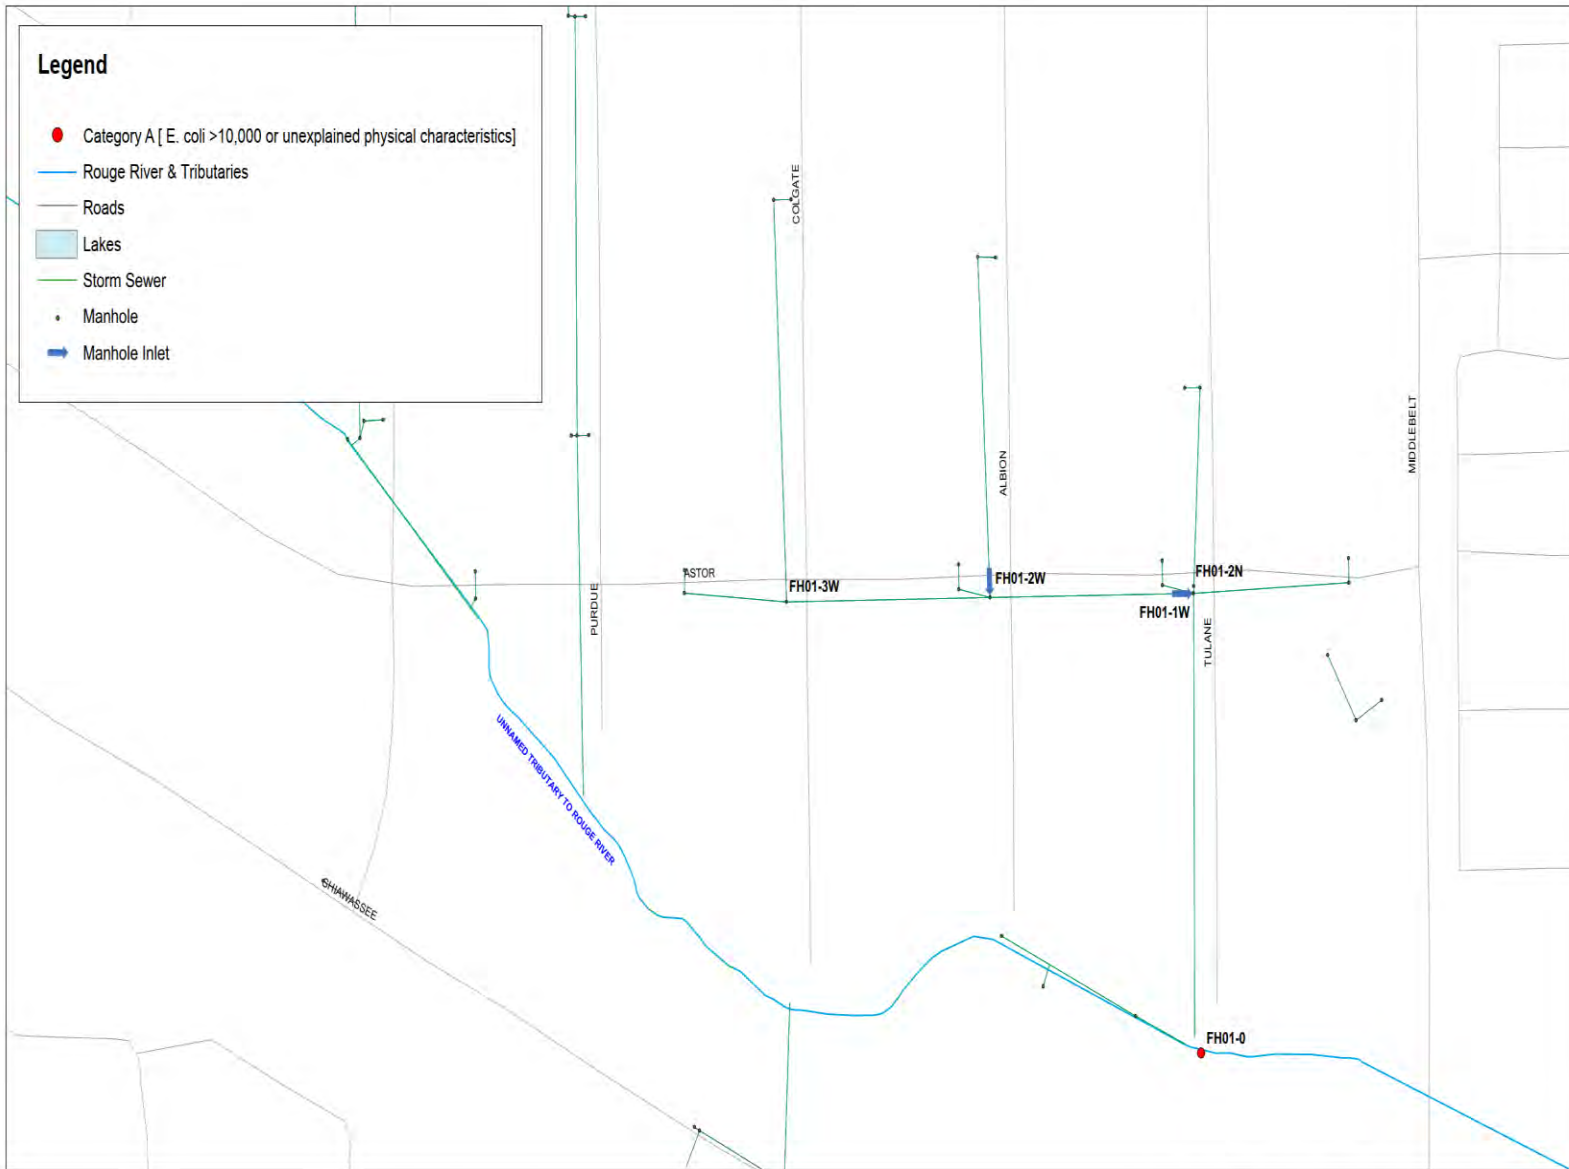 Legend
Category A [ E. coli >10,000 or unexplained physical characteristics]
Rouge River & Tributaries
Roads
Lakes
Storm Sewer
Manhole
Manhole Inlet
COLGATE
ALBION
MIDDLEBELT
ASTOR
FH01-3W
FH01-2W
FH01-2N
FH01-1W
PURDUE
TULANE
UNNAMED TRIBUTARY TO ROUGE RIVER
SHIAWASSEE
FH01-0